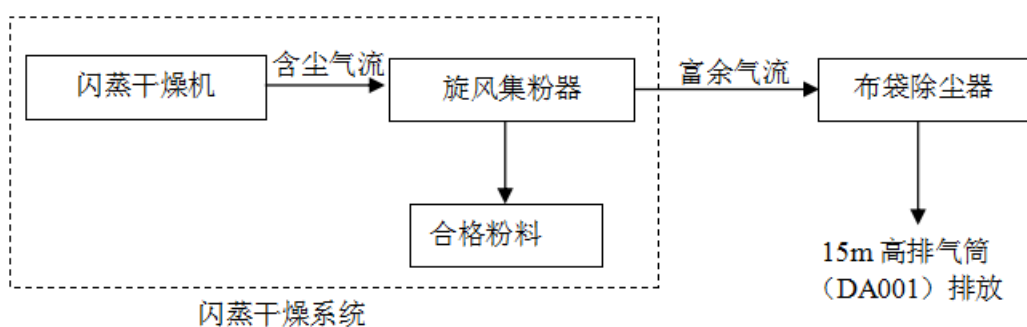 闪蒸干燥机
含尘气流
旋风集粉器
富余气流
布袋除尘器
合格粉料
15m 高排气筒
（DA001）排放
闪蒸干燥系统